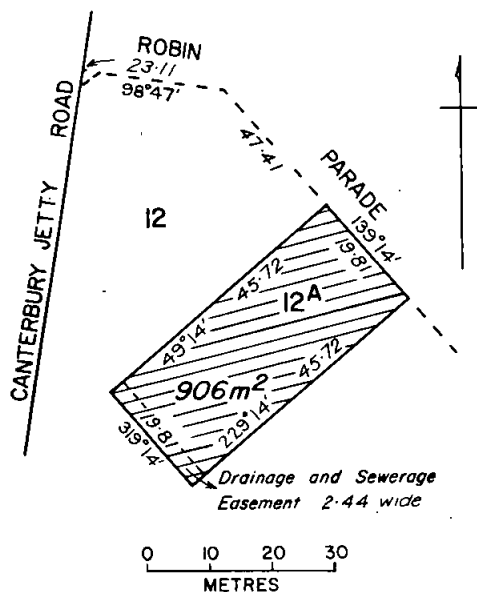 ROBIN
23·11
98°47'
CANTERBURY JETTY ROAD
47·41
PARADE
139°14'
19·81
12
45·72
49°14'
12A
45·72
906m²
229°14'
19·81
319°14'
Drainage and Sewerage
Easement 2·44 wide
0 10 20 30
METRES